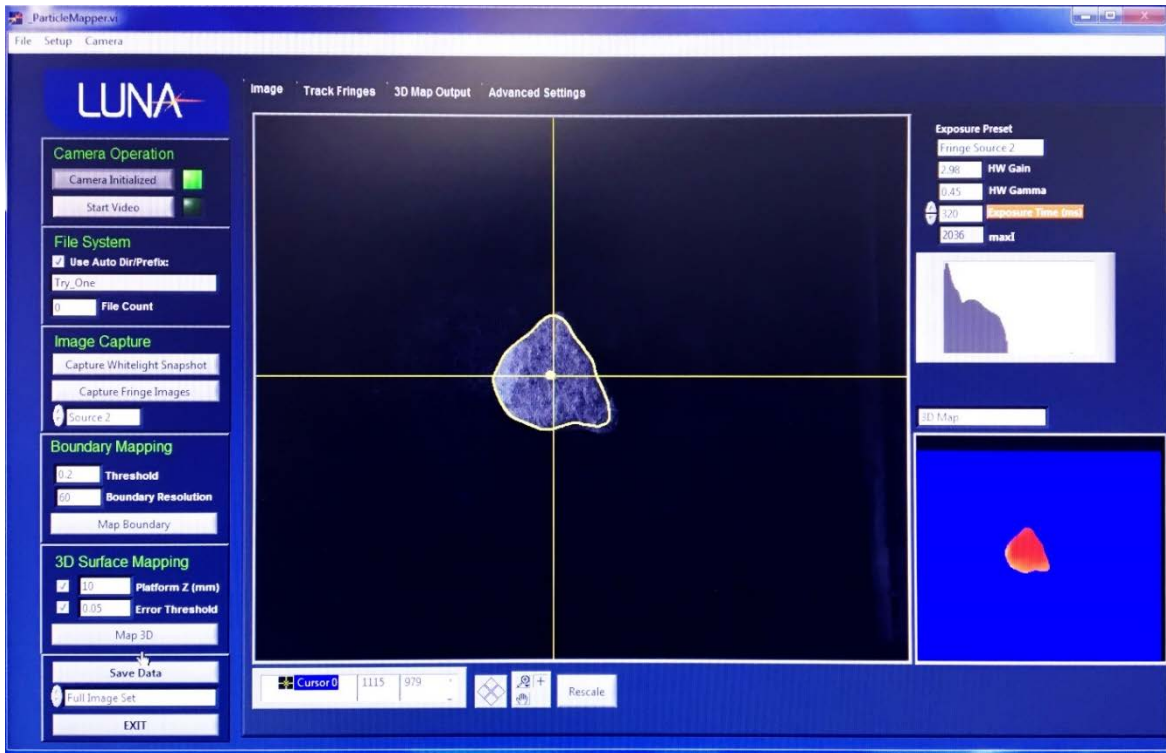 _ParticleMapper.vi
File Setup Camera
LUNA
Camera Operation
Camera Initialized
Start Video
File System
Use Auto Dir/Prefix:
Try_One
0 File Count
Image Capture
Capture Whitelight Snapshot
Capture Fringe Images
Source 2
Boundary Mapping
0.2 Threshold
60 Boundary Resolution
Map Boundary
3D Surface Mapping
10 Platform Z (mm)
0.05 Error Threshold
Map 3D
Save Data
Full Image Set
EXIT
Image Track Fringes 3D Map Output Advanced Settings
Cursor 0 1115 979
Rescale
Exposure Preset
Fringe Source 2
2.98 HW Gain
0.45 HW Gamma
320 Exposure Time (ms)
2036 maxI
3D Map